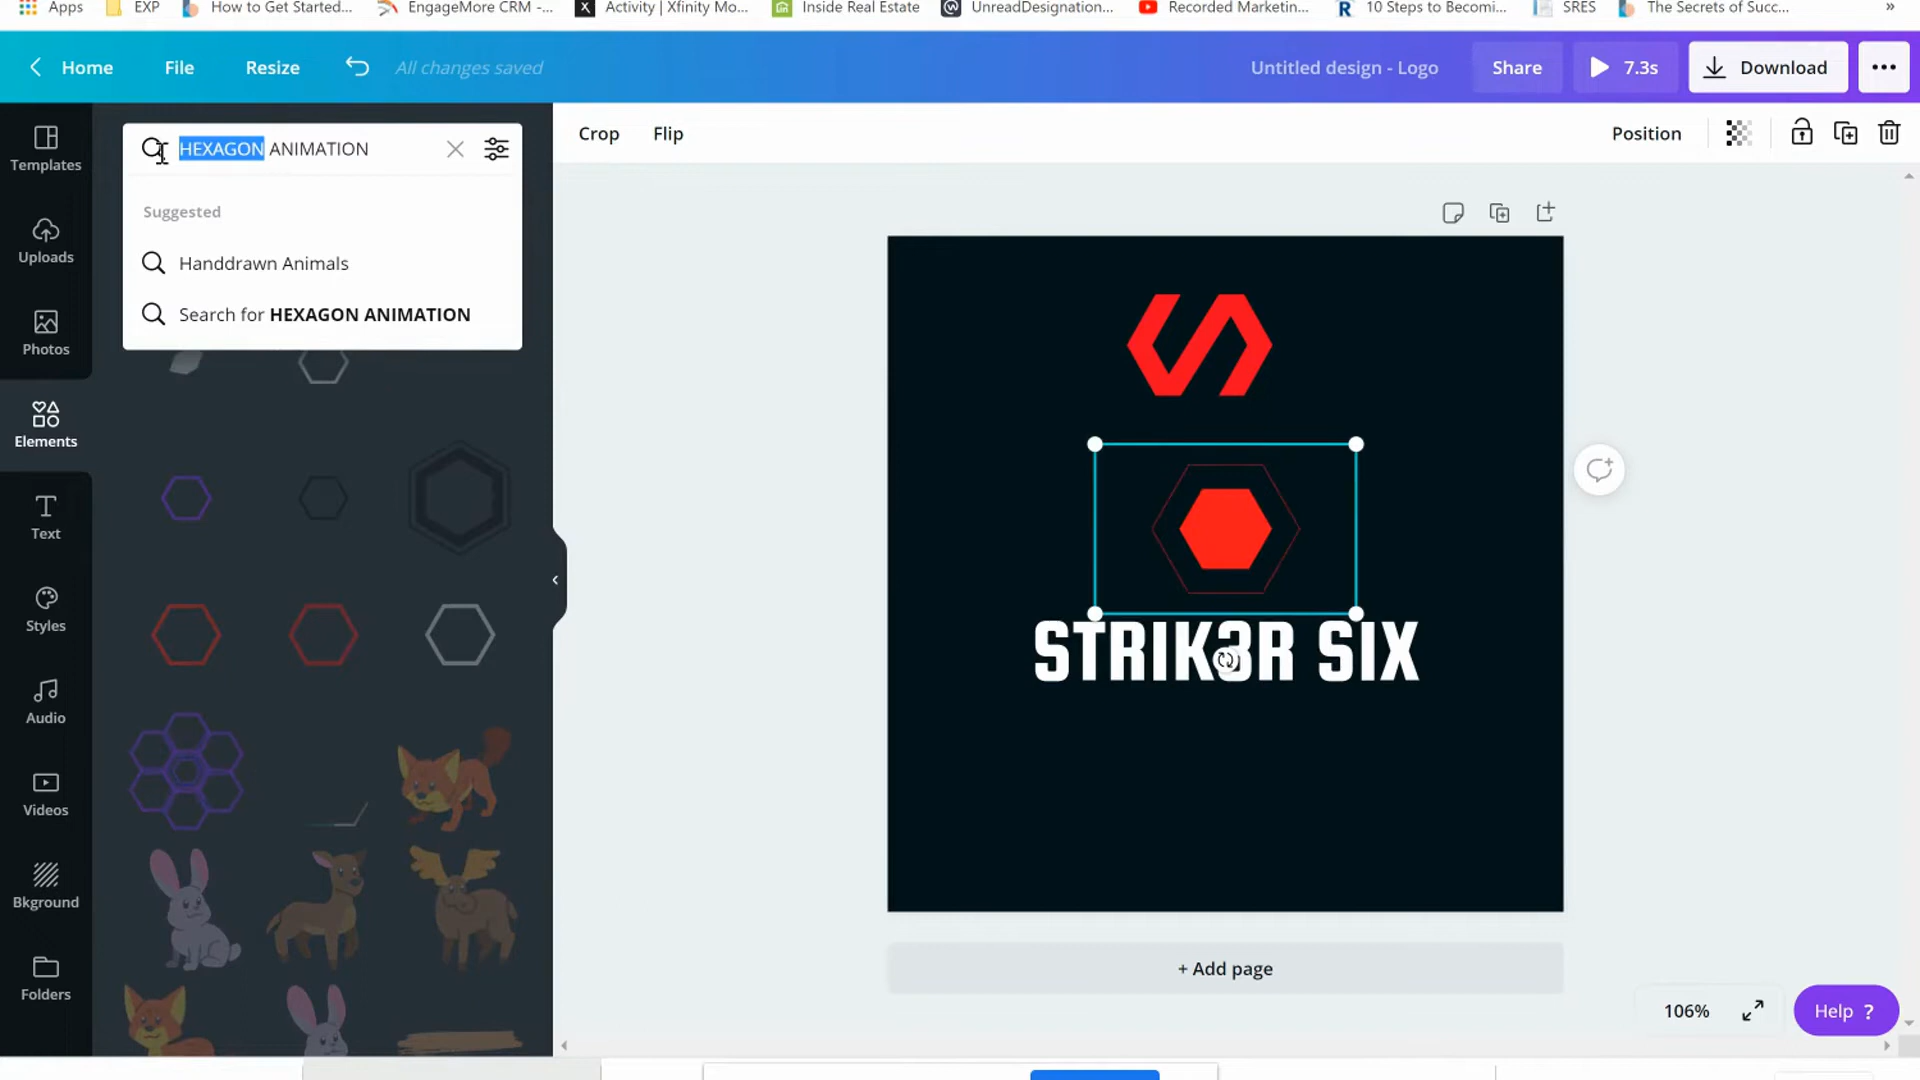 Apps EXP How to Get Started... EngageMore CRM -... X Activity | Xfinity Mo... Inside Real Estate UnreadDesignation... Recorded Marketin... R 10 Steps to Becomi... SRES The Secrets of Succ... »
Home File Resize All changes saved Untitled design - Logo Share 7.3s Download
Templates
Uploads
Photos
Elements
Text
Styles
Audio
Videos
Bkground
Folders
HEXAGON ANIMATION
Suggested
Handdrawn Animals
Search for HEXAGON ANIMATION
Crop Flip Position
STRIK3R SIX
+ Add page
106% Help ?